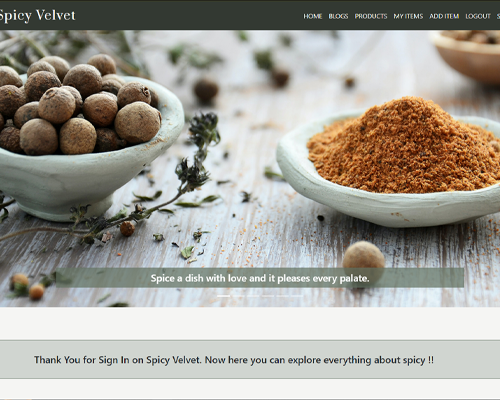 Spicy Velvet
HOME BLOGS PRODUCTS MY ITEMS ADD ITEM LOGOUT S
Spice a dish with love and it pleases every palate.
Thank You for Sign In on Spicy Velvet. Now here you can explore everything about spicy !!